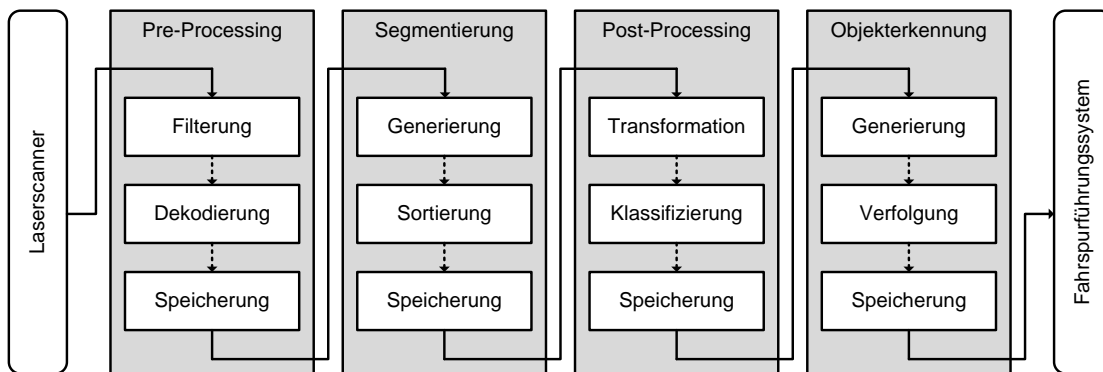 Laserscanner
Pre-Processing
Filterung
Dekodierung
Speicherung
Segmentierung
Generierung
Sortierung
Speicherung
Post-Processing
Transformation
Klassifizierung
Speicherung
Objekterkennung
Generierung
Verfolgung
Speicherung
Fahrspurführungssystem